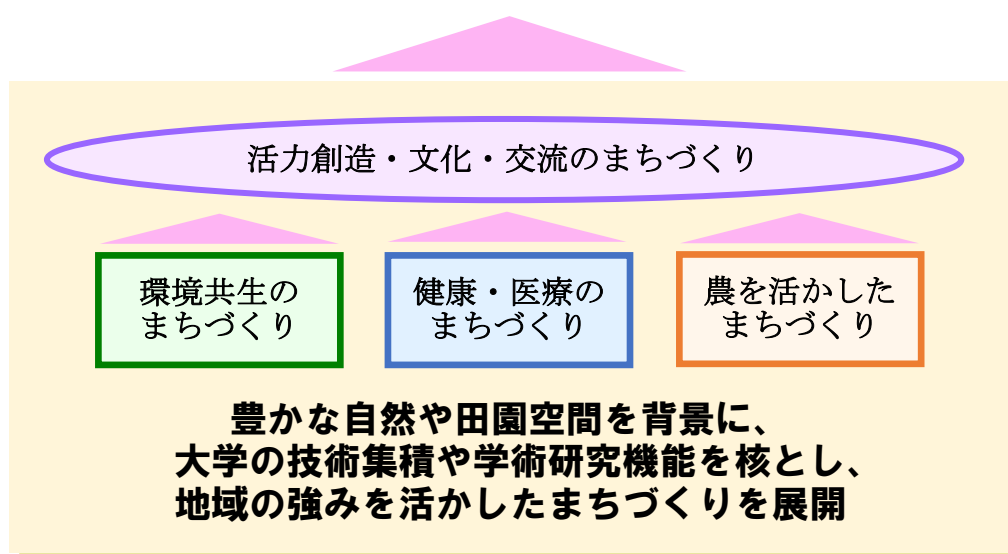 活力創造・文化・交流のまちづくり
環境共生の
まちづくり
健康・医療の
まちづくり
農を活かした
まちづくり
豊かな自然や田園空間を背景に、
大学の技術集積や学術研究機能を核とし、
地域の強みを活かしたまちづくりを展開